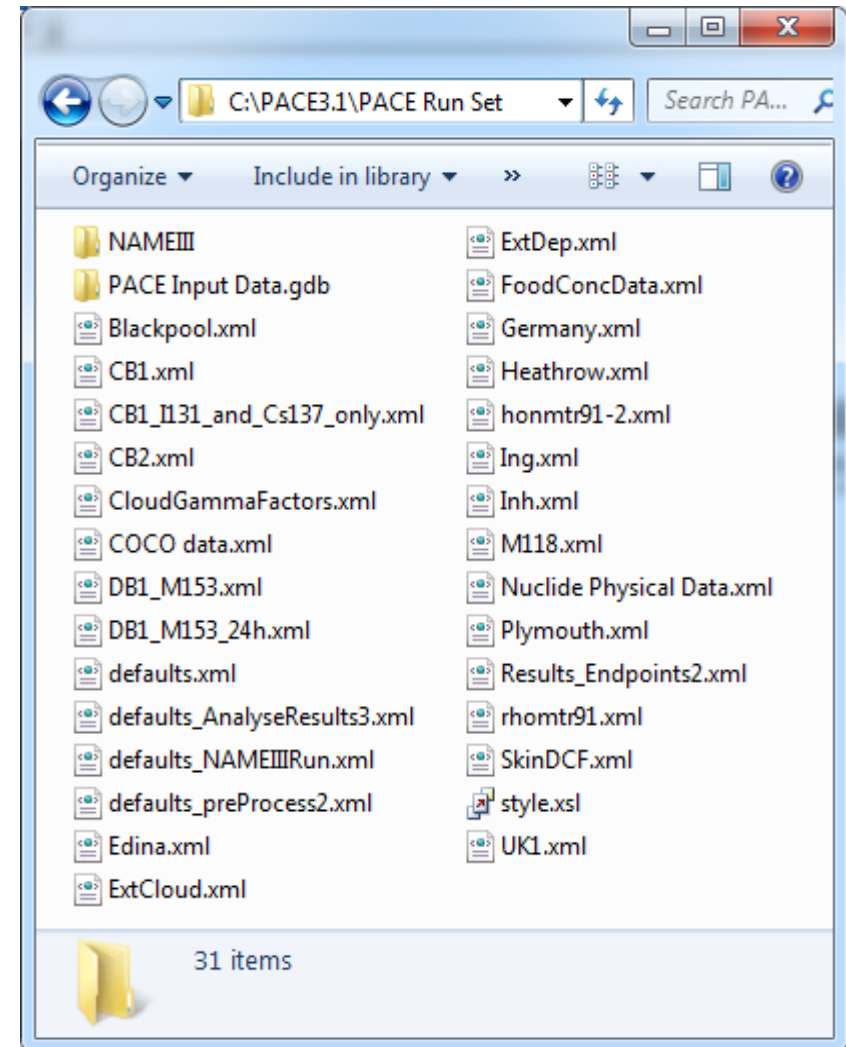 C:\PACE3.1\PACE Run Set
Search PA...
Organize
Include in library
»
NAMEIII
PACE Input Data.gdb
Blackpool.xml
CB1.xml
CB1_I131_and_Cs137_only.xml
CB2.xml
CloudGammaFactors.xml
COCO data.xml
DB1_M153.xml
DB1_M153_24h.xml
defaults.xml
defaults_AnalyseResults3.xml
defaults_NAMEIIIRun.xml
defaults_preProcess2.xml
Edina.xml
ExtCloud.xml
ExtDep.xml
FoodConcData.xml
Germany.xml
Heathrow.xml
honmtr91-2.xml
Ing.xml
Inh.xml
M118.xml
Nuclide Physical Data.xml
Plymouth.xml
Results_Endpoints2.xml
rhomtr91.xml
SkinDCF.xml
style.xsl
UK1.xml
31 items